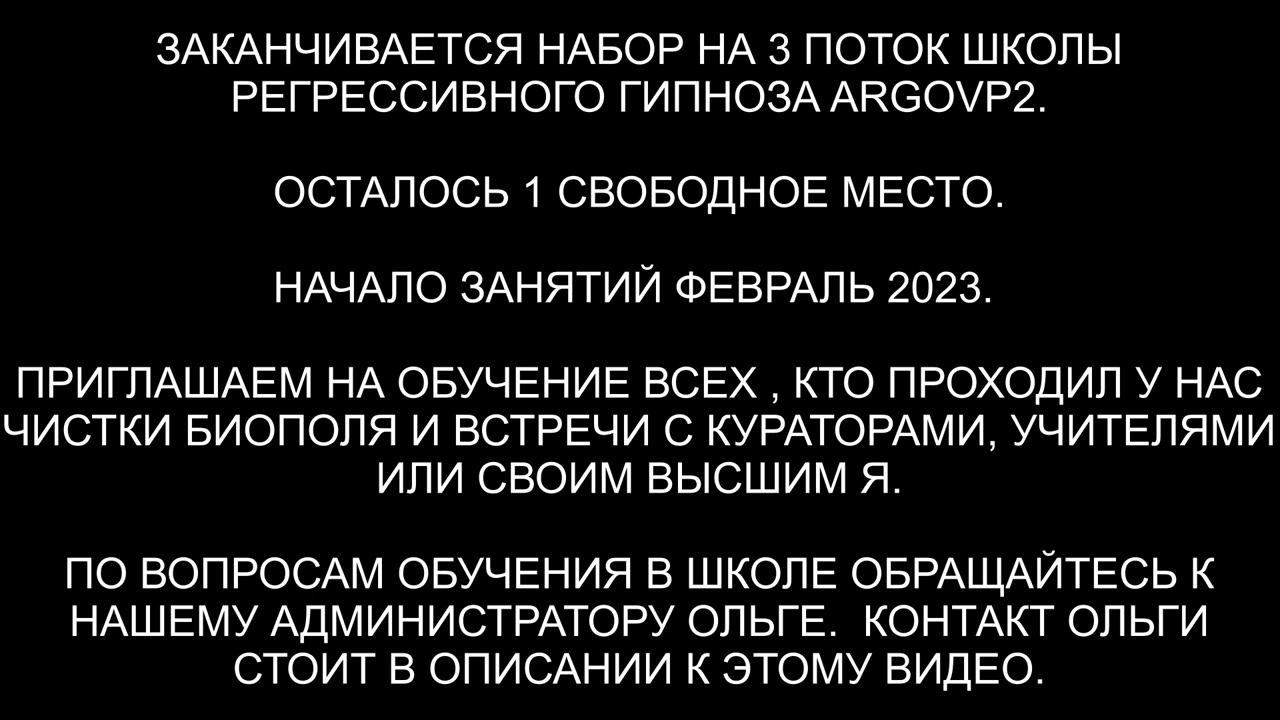 ЗАКАНЧИВАЕТСЯ НАБОР НА 3 ПОТОК ШКОЛЫ
РЕГРЕССИВНОГО ГИПНОЗА ARGOVP2.
ОСТАЛОСЬ 1 СВОБОДНОЕ МЕСТО.
НАЧАЛО ЗАНЯТИЙ ФЕВРАЛЬ 2023.
ПРИГЛАШАЕМ НА ОБУЧЕНИЕ ВСЕХ , КТО ПРОХОДИЛ У НАС
ЧИСТКИ БИОПОЛЯ И ВСТРЕЧИ С КУРАТОРАМИ, УЧИТЕЛЯМИ
ИЛИ СВОИМ ВЫСШИМ Я.
ПО ВОПРОСАМ ОБУЧЕНИЯ В ШКОЛЕ ОБРАЩАЙТЕСЬ К
НАШЕМУ АДМИНИСТРАТОРУ ОЛЬГЕ.  КОНТАКТ ОЛЬГИ
СТОИТ В ОПИСАНИИ К ЭТОМУ ВИДЕО.